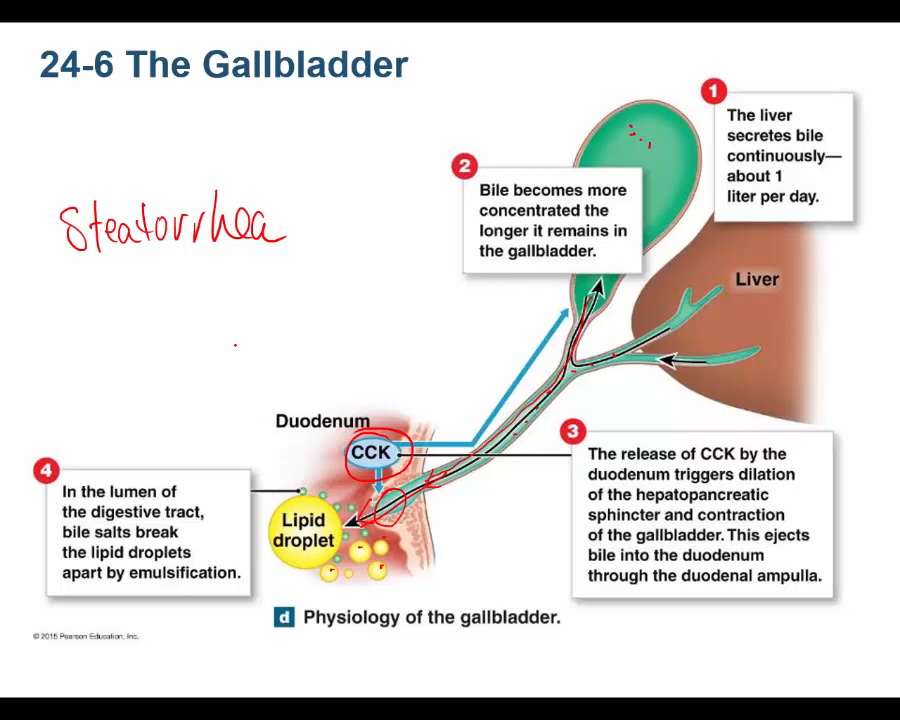 24-6 The Gallbladder
1
The liver
secretes bile
continuously—
about 1
liter per day.
2
Bile becomes more
concentrated the
longer it remains in
the gallbladder.
Steatorrhea
Liver
Duodenum
CCK
3
The release of CCK by the
duodenum triggers dilation
of the hepatopancreatic
sphincter and contraction
of the gallbladder. This ejects
bile into the duodenum
through the duodenal ampulla.
4
In the lumen of
the digestive tract,
bile salts break
the lipid droplets
apart by emulsification.
Lipid
droplet
d Physiology of the gallbladder.
© 2015 Pearson Education, Inc.